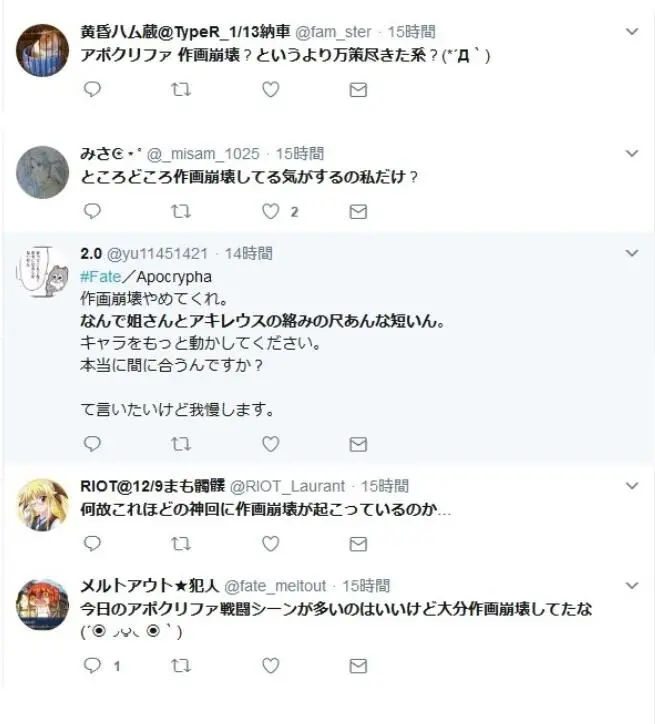 黄昏ハム蔵@TypeR_1/13納車 @fam_ster · 15時間
アポクリファ 作画崩壊？というより万策尽きた系？(*´Д｀)
みさᕮ⋆˚ @_misam_1025 · 15時間
ところどころ作画崩壊してる気がするの私だけ？
2
2.0 @yu11451421 · 14時間
#Fate／Apocrypha
作画崩壊やめてくれ。
なんで姐さんとアキレウスの絡みの尺あんな短いん。
キャラをもっと動かしてください。
本当に間に合うんですか？
て言いたいけど我慢します。
RIOT@12/9まも髑髏 @RIOT_Laurant · 15時間
何故これほどの神回に作画崩壊が起こっているのか…
メルトアウト★犯人 @fate_meltout · 15時間
今日のアポクリファ戦闘シーンが多いのはいいけど大分作画崩壊してたな
(´◉◞౪◟◉｀)
1